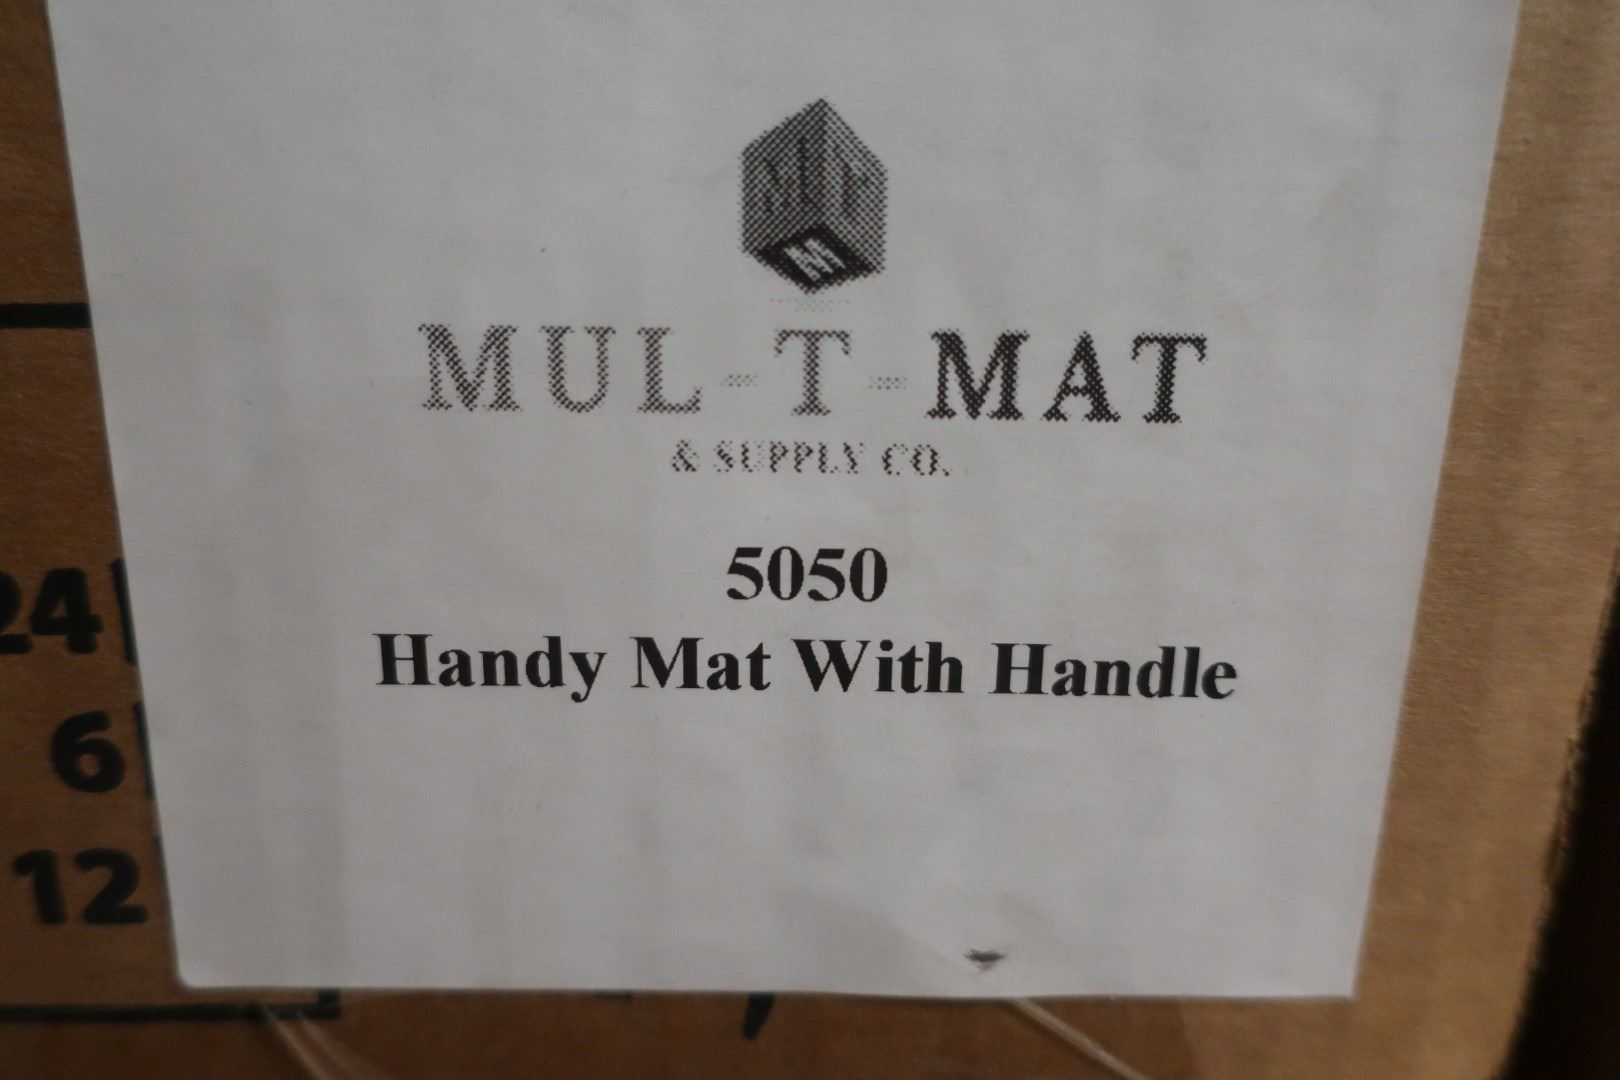 MUL-T-MAT
& SUPPLY CO.
5050
Handy Mat With Handle
24
6
12